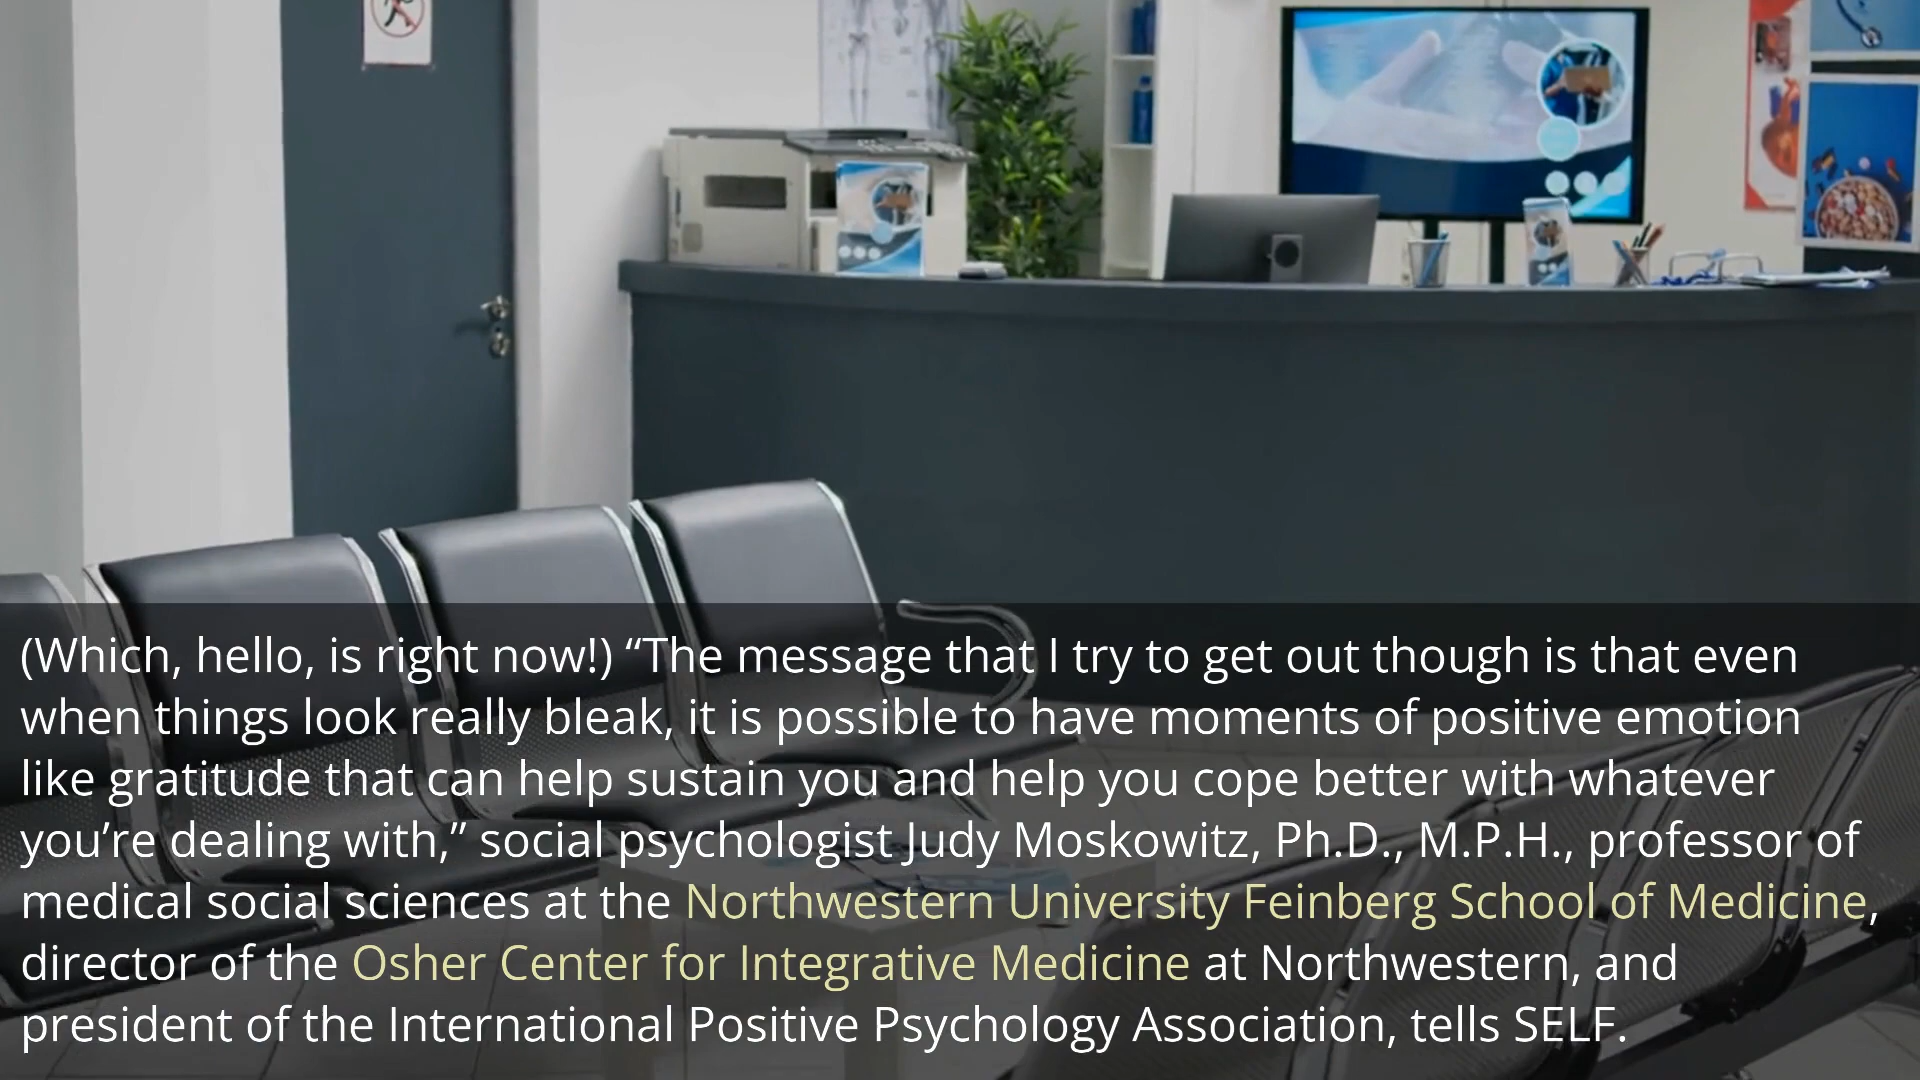 (Which, hello, is right now!) “The message that I try to get out though is that even
when things look really bleak, it is possible to have moments of positive emotion
like gratitude that can help sustain you and help you cope better with whatever
you’re dealing with,” social psychologist Judy Moskowitz, Ph.D., M.P.H., professor of
medical social sciences at the Northwestern University Feinberg School of Medicine,
director of the Osher Center for Integrative Medicine at Northwestern, and
president of the International Positive Psychology Association, tells SELF.